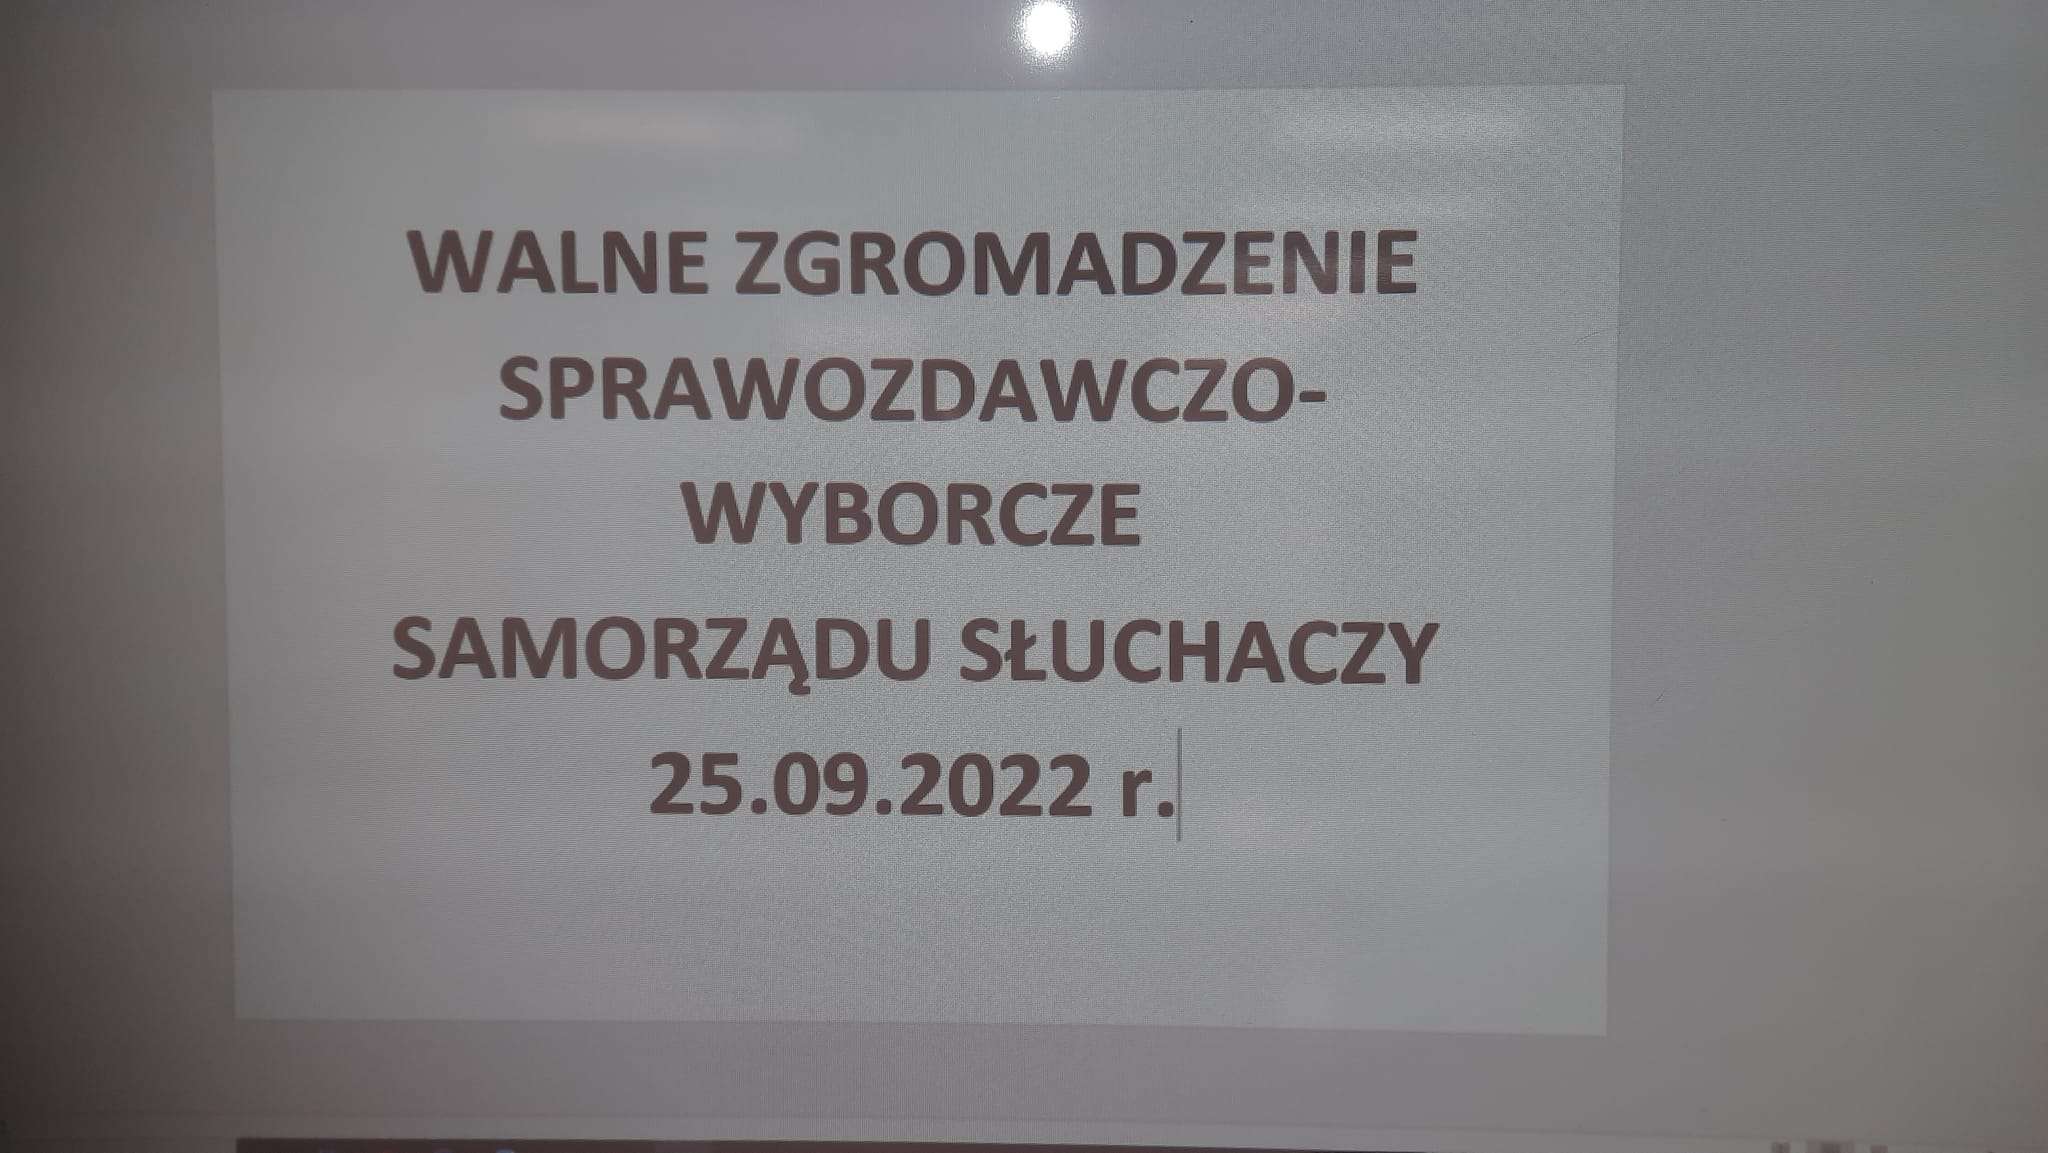 WALNE ZGROMADZENIE
SPRAWOZDAWCZO-
WYBORCZE
SAMORZĄDU SŁUCHACZY
25.09.2022 r.